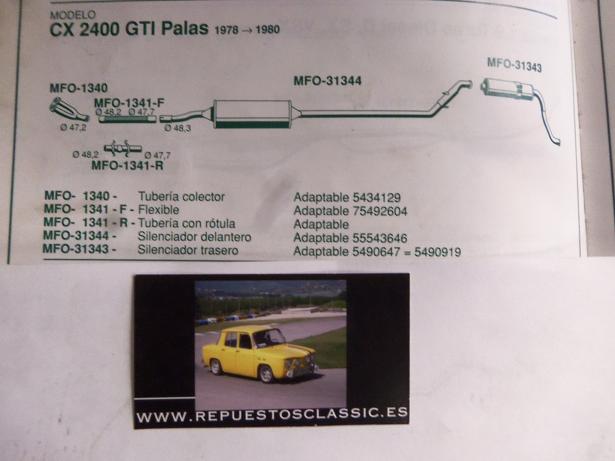 MODELO
CX 2400 GTI Palas 1978 → 1980
MFO-31343
MFO-31344
MFO-1340
MFO-1341-F
Ø 48,2 Ø 47,7
Ø 47,2
Ø 48,3
Ø 48,2 Ø 47,7
MFO-1341-R
MFO- 1340 - Tubería colector Adaptable 5434129
MFO- 1341 - F - Flexible Adaptable 75492604
MFO- 1341 - R - Tubería con rótula Adaptable
MFO-31344 - Silenciador delantero Adaptable 55543646
MFO-31343 - Silenciador trasero Adaptable 5490647 = 5490919
WWW.REPUESTOSCLASSIC.ES